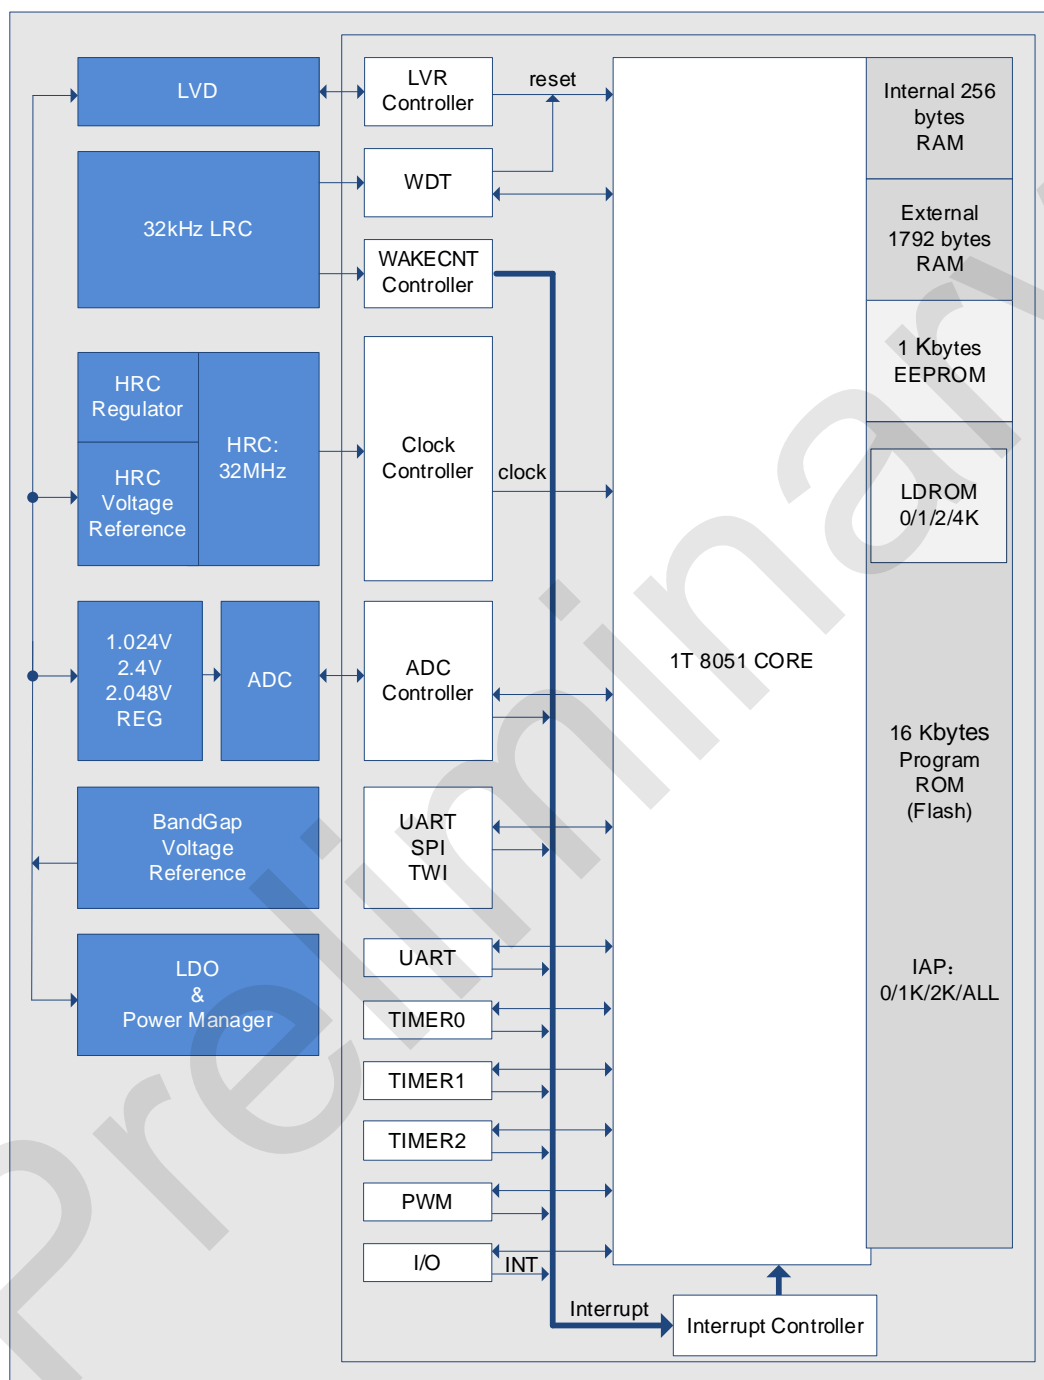 LVD
LVR
Controller
reset
32kHz LRC
WDT
WAKECNT
Controller
HRC
Regulator
HRC
Voltage
Reference
HRC:
32MHz
Clock
Controller
clock
1.024V
2.4V
2.048V
REG
ADC
ADC
Controller
BandGap
Voltage
Reference
UART
SPI
TWI
LDO
&
Power Manager
UART
TIMER0
TIMER1
TIMER2
PWM
I/O
INT
Interrupt
Interrupt Controller
1T 8051 CORE
Internal 256
bytes
RAM
External
1792 bytes
RAM
1 Kbytes
EEPROM
LDROM
0/1/2/4K
16 Kbytes
Program
ROM
(Flash)
IAP：
0/1K/2K/ALL
Preliminary